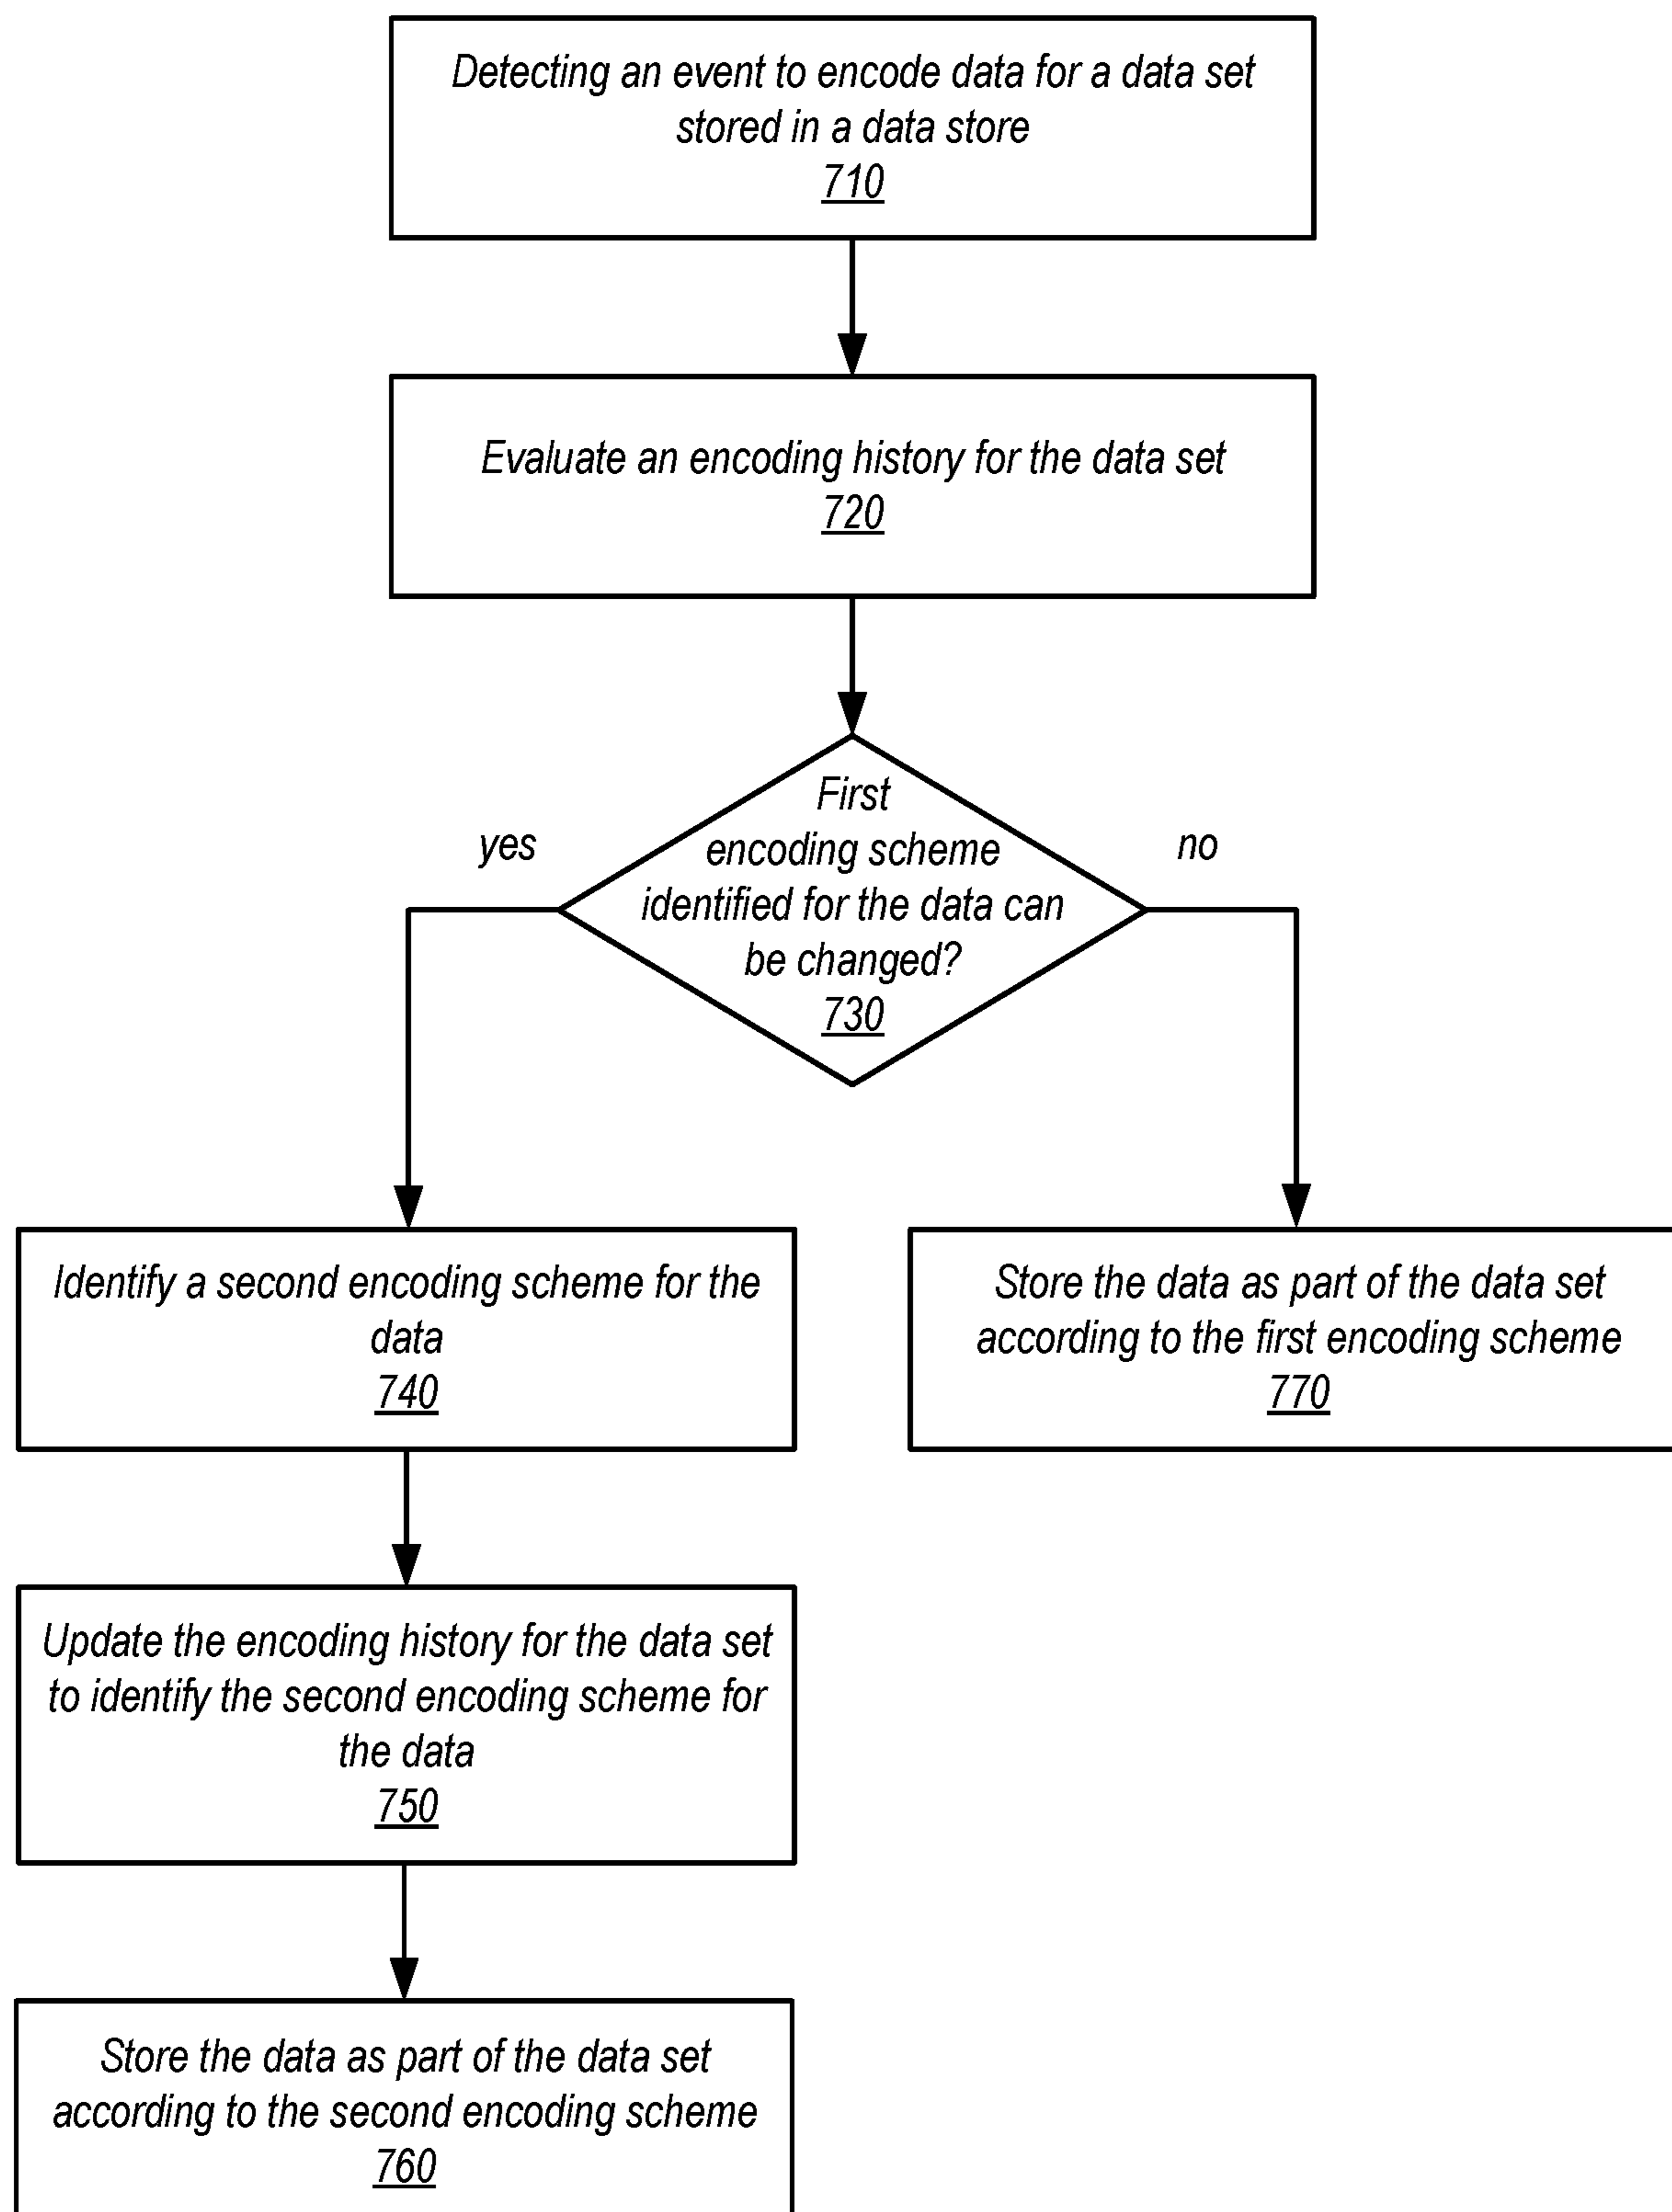 Detecting an event to encode data for a data set
stored in a data store
710
Evaluate an encoding history for the data set
720
First
encoding scheme
identified for the data can
be changed?
730
yes
no
Identify a second encoding scheme for the
data
740
Store the data as part of the data set
according to the first encoding scheme
770
Update the encoding history for the data set
to identify the second encoding scheme for
the data
750
Store the data as part of the data set
according to the second encoding scheme
760